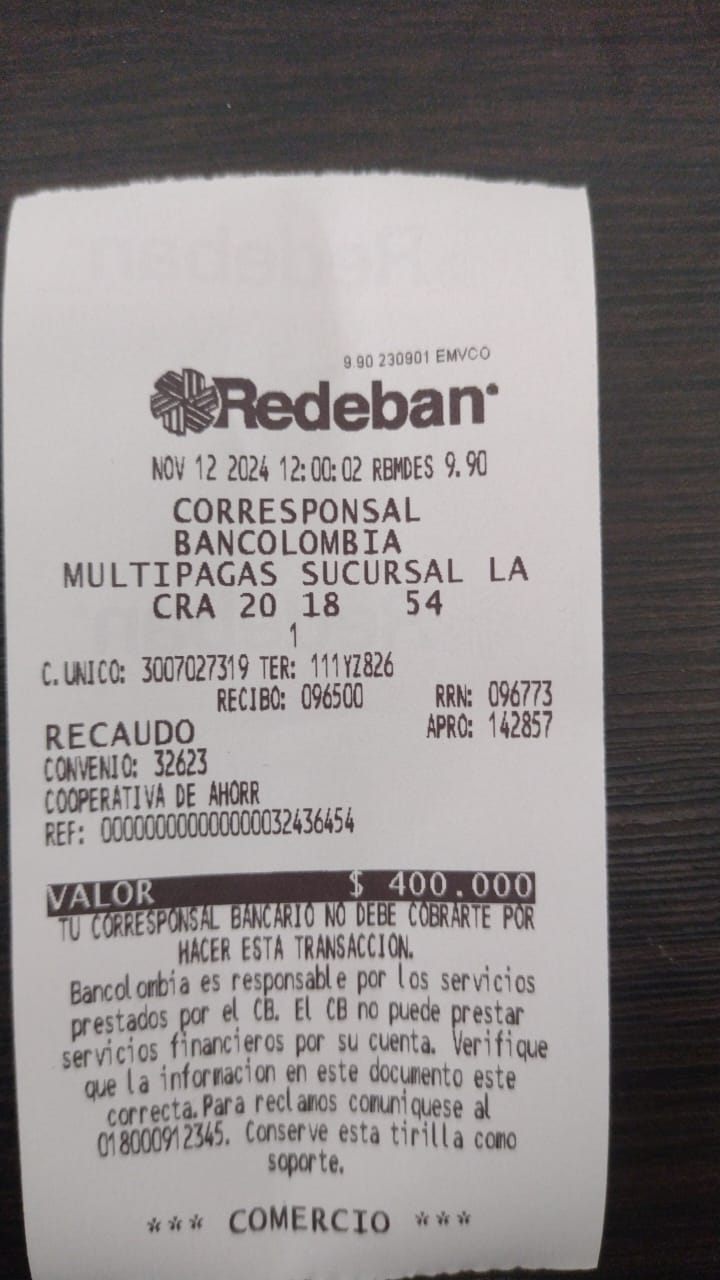 9.90 230901 EMVCO
Redeban
NOV 12 2024 12:00:02 RBMDES 9.90
CORRESPONSAL
BANCOLOMBIA
MULTIPAGAS SUCURSAL LA
CRA 20 18 54
1
C.UNICO: 3007027319 TER: 111YZ826
RECIBO: 096500 RRN: 096773
RECAUDO APRO: 142857
CONVENIO: 32623
COOPERATIVA DE AHORR
REF: 000000000000000032436454
VALOR $ 400.000
TU CORRESPONSAL BANCARIO NO DEBE COBRARTE POR
HACER ESTA TRANSACCION.
Bancolombia es responsable por los servicios
prestados por el CB. El CB no puede prestar
servicios financieros por su cuenta. Verifique
que la informacion en este documento este
correcta.Para reclamos comuniquese al
018000912345. Conserve esta tirilla como
soporte.
*** COMERCIO ***